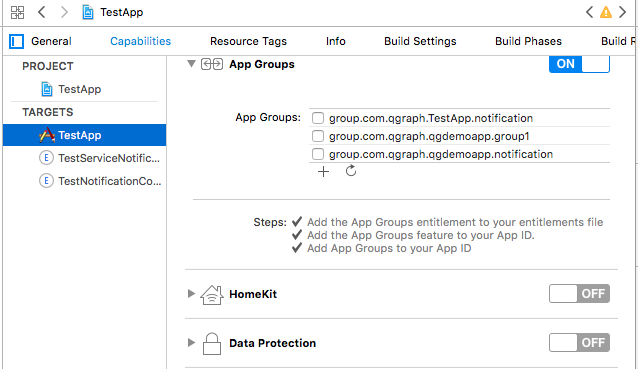 TestApp
General Capabilities Resource Tags Info Build Settings Build Phases Build R
PROJECT
TestApp
TARGETS
TestApp
E TestServiceNotific...
E TestNotificationCo...
App Groups ON
App Groups:
group.com.qgraph.TestApp.notification
group.com.qgraph.qgdemoapp.group1
group.com.qgraph.qgdemoapp.notification
Steps: ✓ Add the App Groups entitlement to your entitlements file
✓ Add the App Groups feature to your App ID.
✓ Add App Groups to your App ID
HomeKit OFF
Data Protection OFF